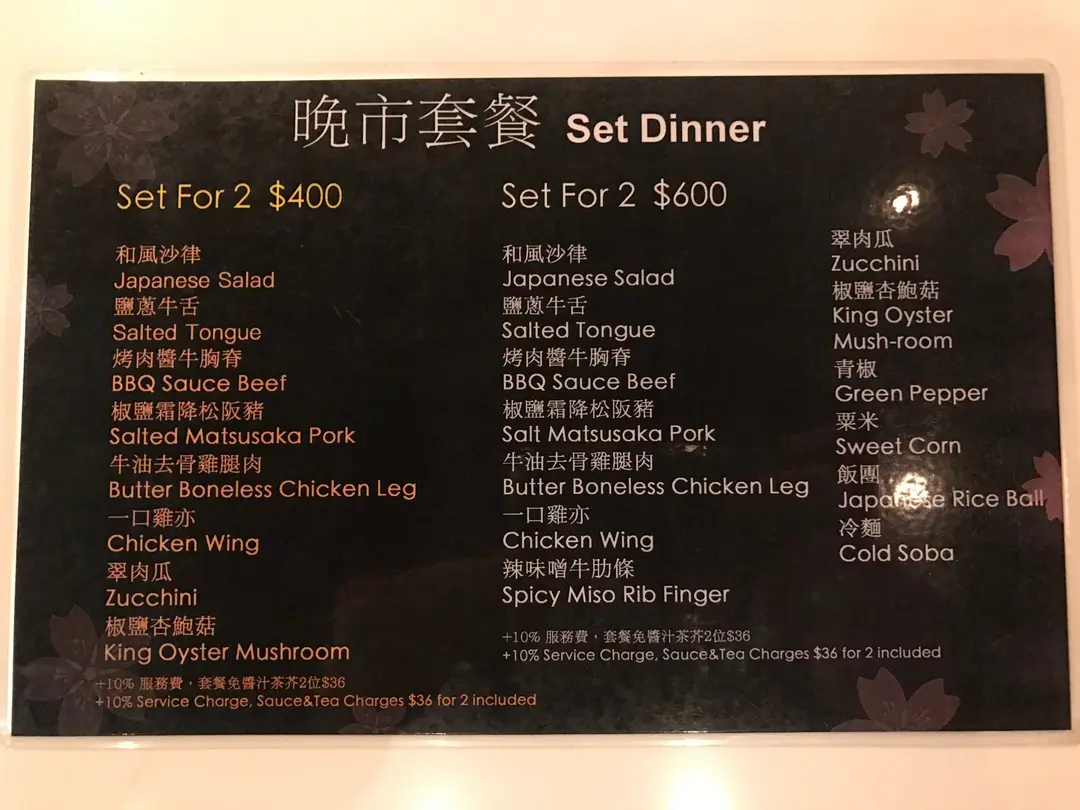 晚市套餐 Set Dinner
Set For 2 $400
和風沙律
Japanese Salad
鹽蔥牛舌
Salted Tongue
烤肉醬牛胸脊
BBQ Sauce Beef
椒鹽霜降松阪豬
Salted Matsusaka Pork
牛油去骨雞腿肉
Butter Boneless Chicken Leg
一口雞亦
Chicken Wing
翠肉瓜
Zucchini
椒鹽杏鮑菇
King Oyster Mushroom
+10% 服務費，套餐免醬汁茶芥2位$36
+10% Service Charge, Sauce&Tea Charges $36 for 2 included
Set For 2 $600
和風沙律
Japanese Salad
鹽蔥牛舌
Salted Tongue
烤肉醬牛胸脊
BBQ Sauce Beef
椒鹽霜降松阪豬
Salt Matsusaka Pork
牛油去骨雞腿肉
Butter Boneless Chicken Leg
一口雞亦
Chicken Wing
辣味噌牛肋條
Spicy Miso Rib Finger
翠肉瓜
Zucchini
椒鹽杏鮑菇
King Oyster
Mush-room
青椒
Green Pepper
粟米
Sweet Corn
飯團
Japanese Rice Ball
冷麵
Cold Soba
+10% 服務費，套餐免醬汁茶芥2位$36
+10% Service Charge, Sauce&Tea Charges $36 for 2 included